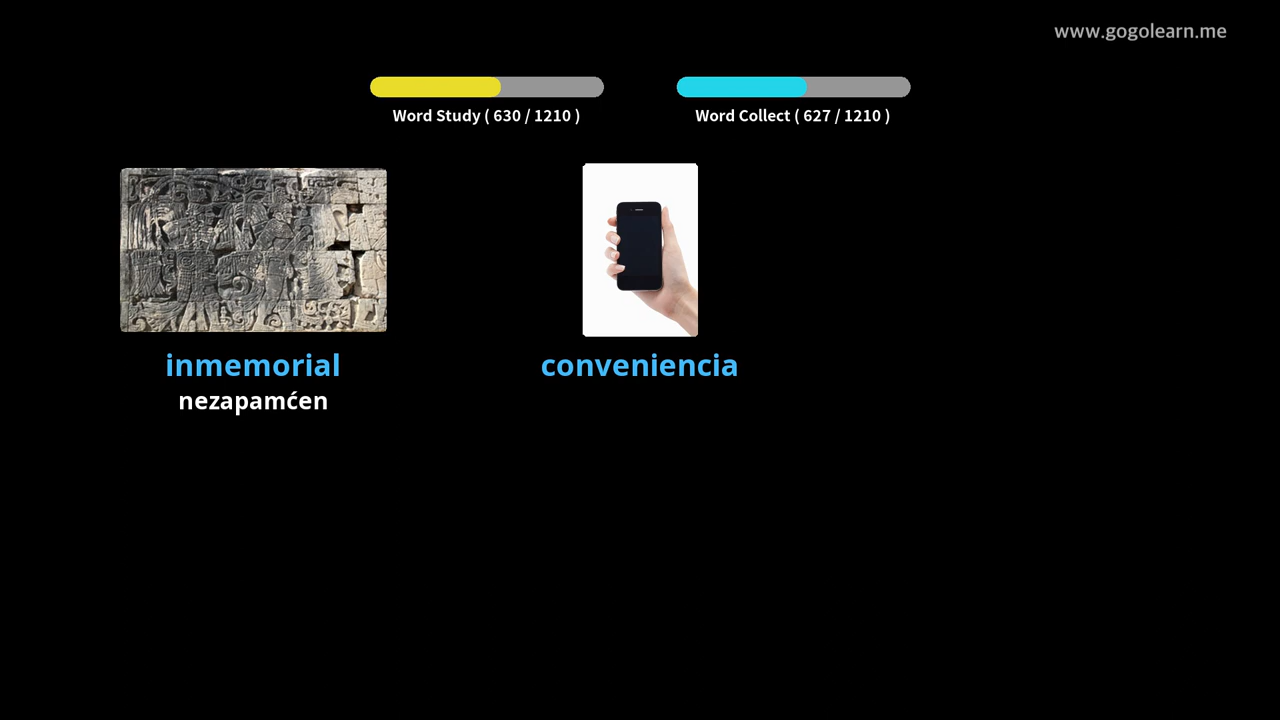 www.gogolearn.me
Word Study ( 630 / 1210 )
Word Collect ( 627 / 1210 )
inmemorial
nezapamćen
conveniencia